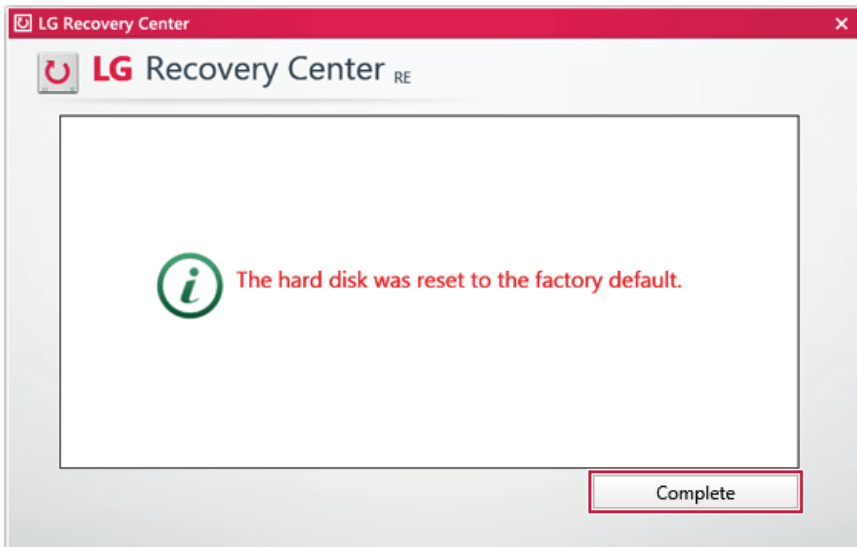 LG Recovery Center
LG Recovery Center RE
The hard disk was reset to the factory default.
Complete